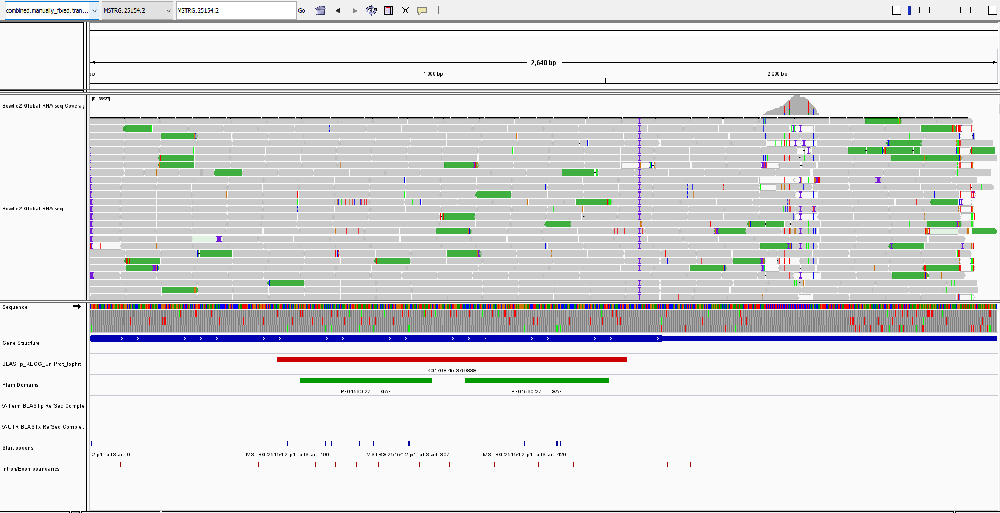 combined.manually_fixed.tran... MSTRG.25154.2 MSTRG.25154.2 Go
2,640 bp
bp 1,000 bp 2,000 bp
[0 - 36937]
Bowtie2-Global RNA-seq Coverag
Bowtie2-Global RNA-seq
Sequence
Gene Structure
BLASTp_KEGG_UniProt_tophit
K01768:45-379/838
Pfam Domains
PF01590.27___GAF PF01590.27___GAF
5'-Term BLASTp RefSeq Comple
5'-UTR BLASTx RefSeq Complet
Start codons
.2.p1_altStart_0 MSTRG.25154.2.p1_altStart_190 MSTRG.25154.2.p1_altStart_307 MSTRG.25154.2.p1_altStart_420
Intron/Exon boundaries